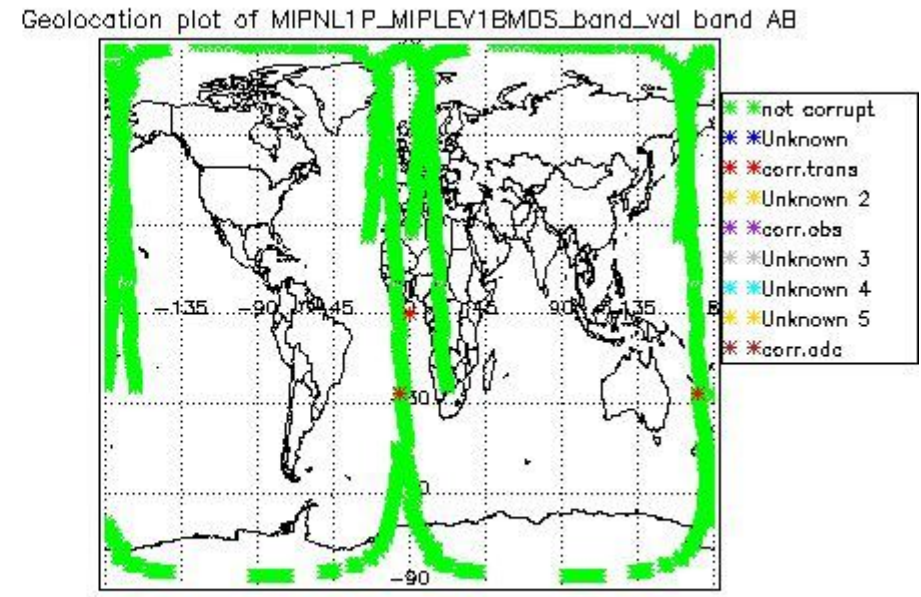 Geolocation plot of MIPNL1P_MIPLEV1BMDS_band_val band AB
* *not corrupt
* *Unknown
* *corr.trans
* *Unknown 2
* *corr.obs
* *Unknown 3
* *Unknown 4
* *Unknown 5
* *corr.adc
-135 -90 -45 45 90 135
-90